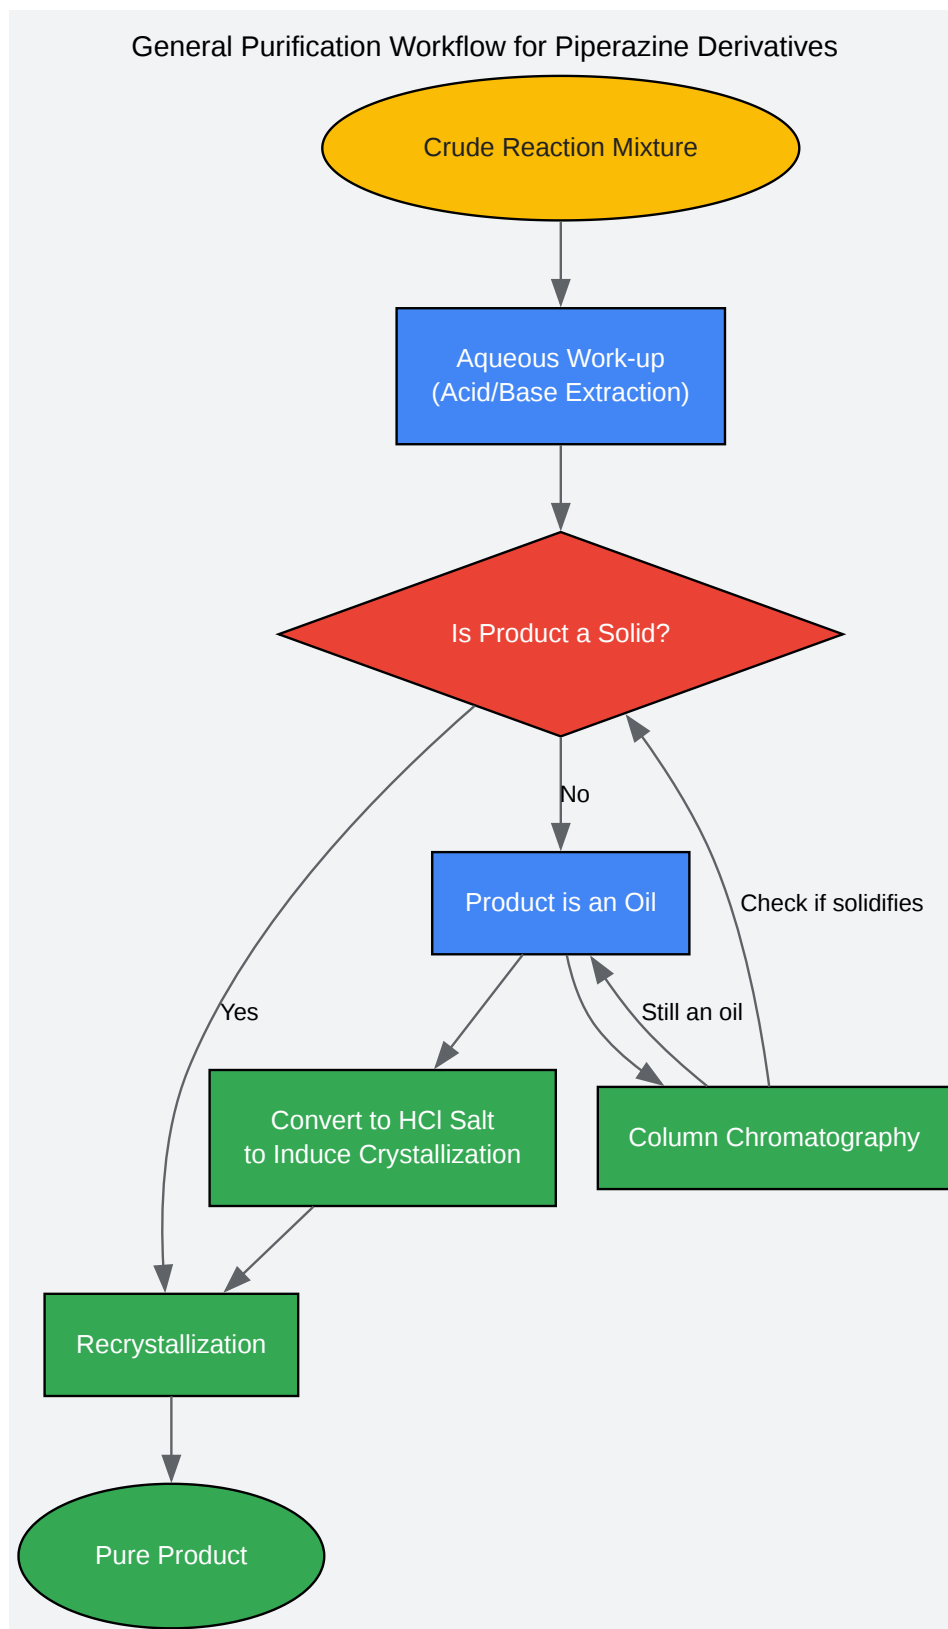 General Purification Workflow for Piperazine Derivatives
Crude Reaction Mixture
Aqueous Work-up
(Acid/Base Extraction)
Is Product a Solid?
No
Product is an Oil
Check if solidifies
Yes
Still an oil
Convert to HCl Salt
to Induce Crystallization
Column Chromatography
Recrystallization
Pure Product